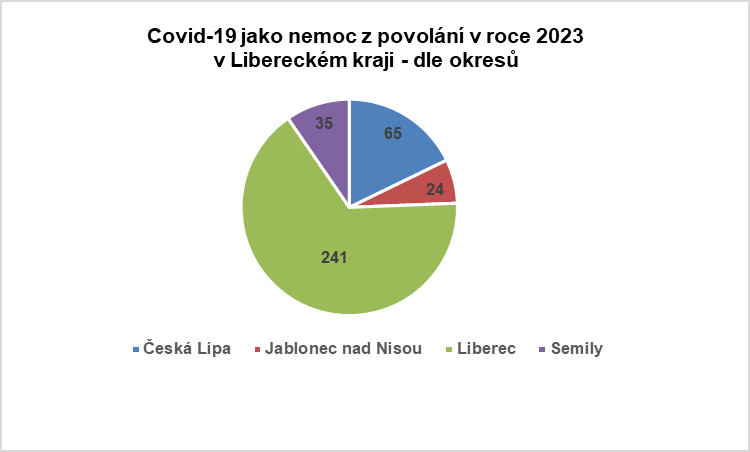 Covid-19 jako nemoc z povolání v roce 2023
v Libereckém kraji - dle okresů
35
65
24
241
Česká Lípa
Jablonec nad Nisou
Liberec
Semily